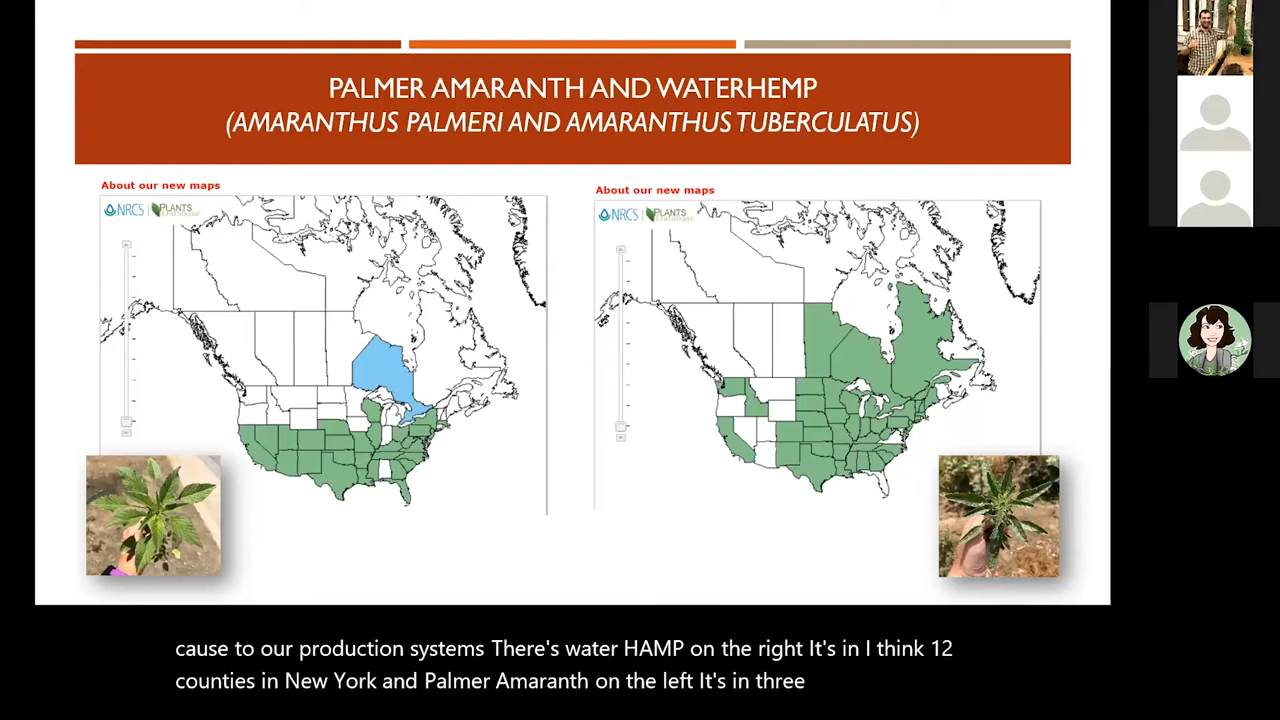 PALMER AMARANTH AND WATERHEMP
(AMARANTHUS PALMERI AND AMARANTHUS TUBERCULATUS)
About our new maps
NRCS PLANTS
About our new maps
NRCS PLANTS
cause to our production systems There's water HAMP on the right It's in I think 12
counties in New York and Palmer Amaranth on the left It's in three